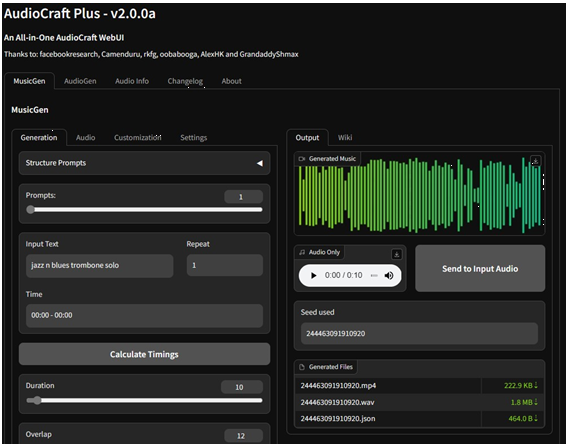 AudioCraft Plus - v2.0.0a
An All-in-One AudioCraft WebUI
Thanks to: facebookresearch, Camenduru, rkfg, oobabooga, AlexHK and GrandaddyShmax
MusicGen AudioGen Audio Info Changelog About
MusicGen
Generation Audio Customization Settings
Structure Prompts
Prompts: 1
Input Text Repeat
jazz n blues trombone solo 1
Time
00:00 - 00:00
Calculate Timings
Duration 10
Overlap 12
Output Wiki
Generated Music
Audio Only
0:00 / 0:10
Send to Input Audio
Seed used
244463091910920
Generated Files
244463091910920.mp4 222.9 KB
244463091910920.wav 1.8 MB
244463091910920.json 464.0 B